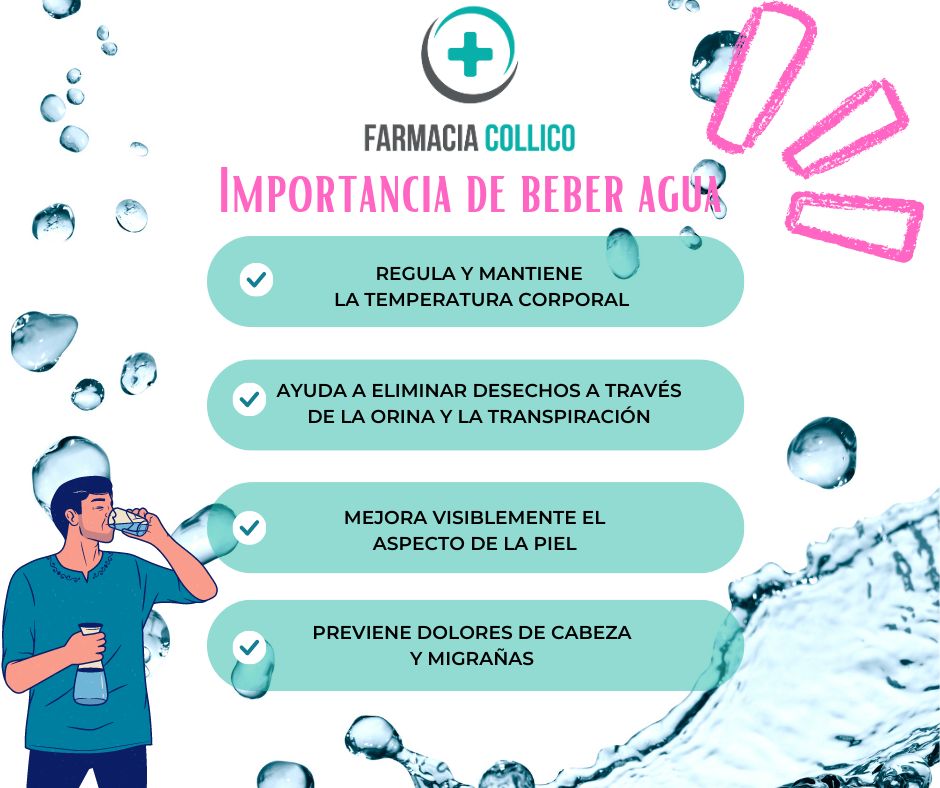 FARMACIA COLLICO
IMPORTANCIA DE BEBER AGUA
REGULA Y MANTIENE
LA TEMPERATURA CORPORAL
AYUDA A ELIMINAR DESECHOS A TRAVÉS
DE LA ORINA Y LA TRANSPIRACIÓN
MEJORA VISIBLEMENTE EL
ASPECTO DE LA PIEL
PREVIENE DOLORES DE CABEZA
Y MIGRAÑAS